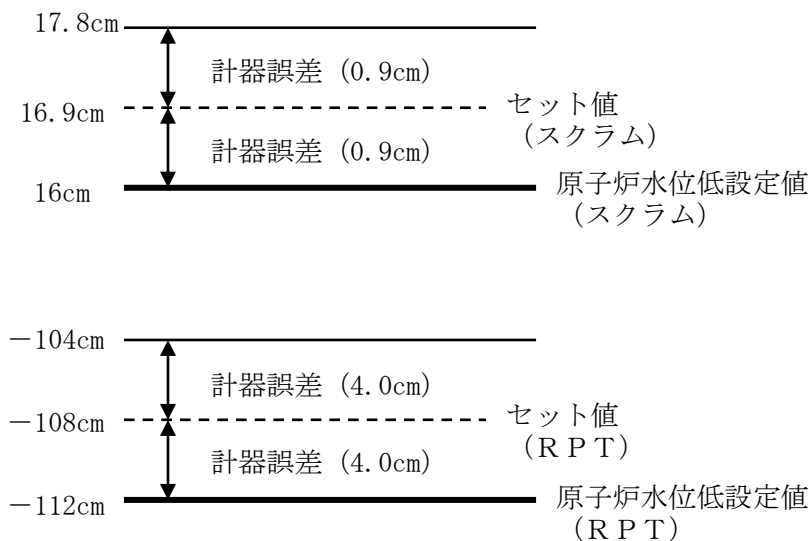 17.8cm
計器誤差 (0.9cm)
16.9cm
セット値
(スクラム)
計器誤差 (0.9cm)
16cm
原子炉水位低設定値
(スクラム)
-104cm
計器誤差 (4.0cm)
-108cm
セット値
(RPT)
計器誤差 (4.0cm)
-112cm
原子炉水位低設定値
(RPT)